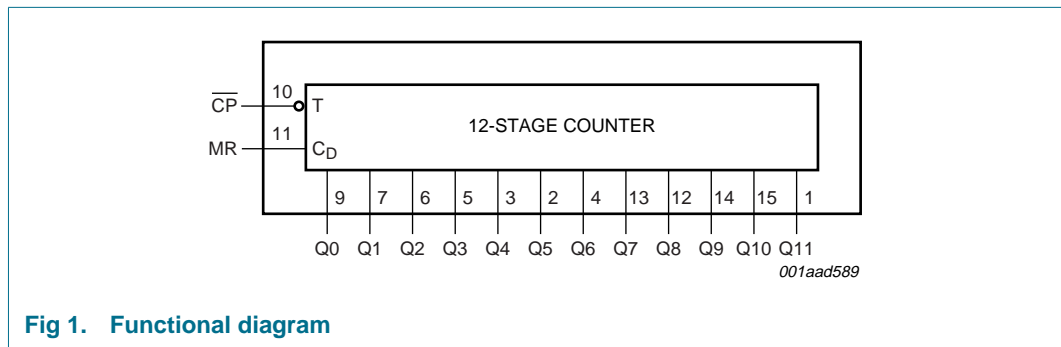 10
C̅P̅ T
12-STAGE COUNTER
11
MR CD
9 7 6 5 3 2 4 13 12 14 15 1
Q0 Q1 Q2 Q3 Q4 Q5 Q6 Q7 Q8 Q9 Q10 Q11
001aad589
Fig 1. Functional diagram